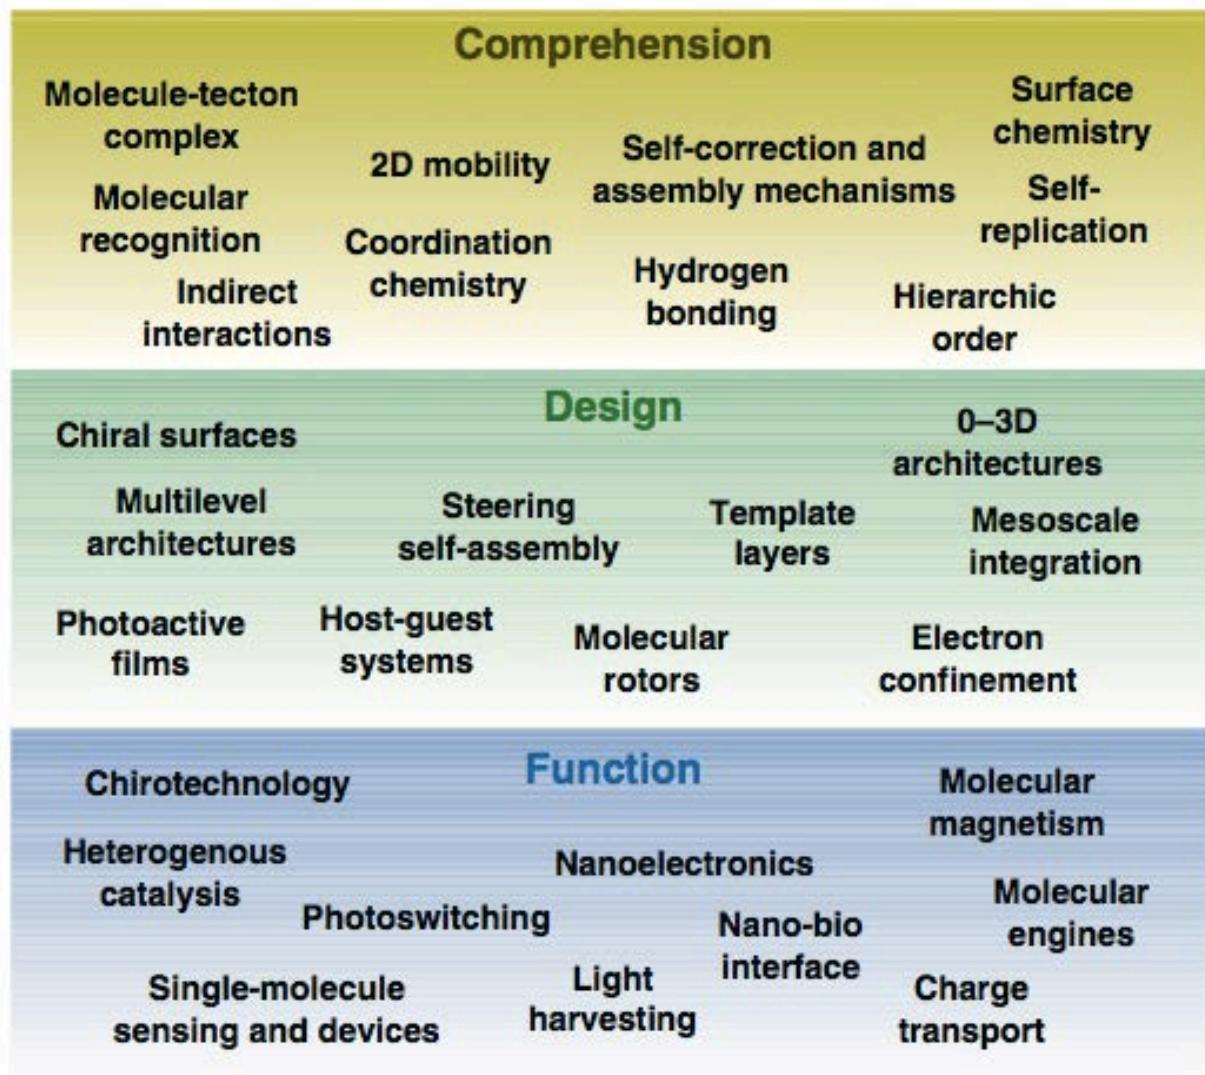 Comprehension
Molecule-tecton
complex
2D mobility
Self-correction and
assembly mechanisms
Surface
chemistry
Molecular
recognition
Coordination
chemistry
Self-
replication
Indirect
interactions
Hydrogen
bonding
Hierarchic
order
Design
Chiral surfaces
0–3D
architectures
Multilevel
architectures
Steering
self-assembly
Template
layers
Mesoscale
integration
Photoactive
films
Host-guest
systems
Molecular
rotors
Electron
confinement
Function
Chirotechnology
Molecular
magnetism
Heterogenous
catalysis
Nanoelectronics
Photoswitching
Nano-bio
interface
Molecular
engines
Single-molecule
sensing and devices
Light
harvesting
Charge
transport